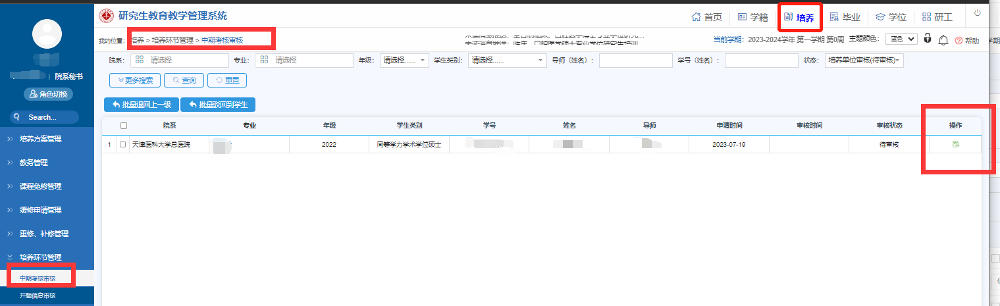 研究生教育教学管理系统
首页
学籍
培养
毕业
学位
研工
我的位置: 培养 > 培养环节管理 > 中期考核审核
当前学期: 2023-2024学年 第一学期 第0周
主题颜色:
蓝色
帮助
院系:
请选择
专业:
请选择
年级:
请选择......
学生类别:
请选择......
导师（姓名）:
学号（姓名）:
状态:
培养单位审核(待审核)
更多搜索
查询
重置
批量退回上一级
批量驳回到学生
院系 专业 年级 学生类别 学号 姓名 导师 申请时间 审核时间 审核状态 操作
1 天津医科大学总医院 2022 同等学力学术学位硕士 2023-07-19 待审核
| 院系秘书
角色切换
Search...
培养方案管理
教务管理
课程免修管理
缓修申请管理
重修、补修管理
培养环节管理
中期考核审核
开题信息审核